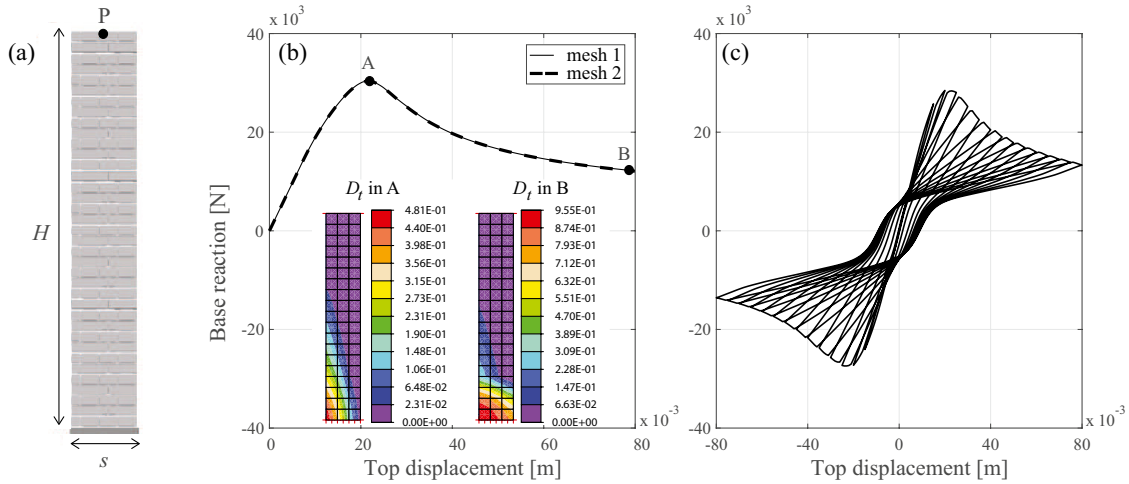 (a)
P
H
s
x 10⁻³
x 10³
(b)
A
mesh 1
mesh 2
B
40
20
0
-20
-40
Base reaction [N]
D_t in A
4.81E-01
4.40E-01
3.98E-01
3.56E-01
3.15E-01
2.73E-01
2.31E-01
1.90E-01
1.48E-01
1.06E-01
6.48E-02
2.31E-02
0.00E+00
D_t in B
9.55E-01
8.74E-01
7.93E-01
7.12E-01
6.32E-01
5.51E-01
4.70E-01
3.89E-01
3.09E-01
2.28E-01
1.47E-01
6.63E-02
0.00E+00
x 10⁻³
0
20
40
60
80
Top displacement [m]
x 10³
(c)
40
20
0
-20
-40
x 10⁻³
-80
-40
0
40
80
Top displacement [m]